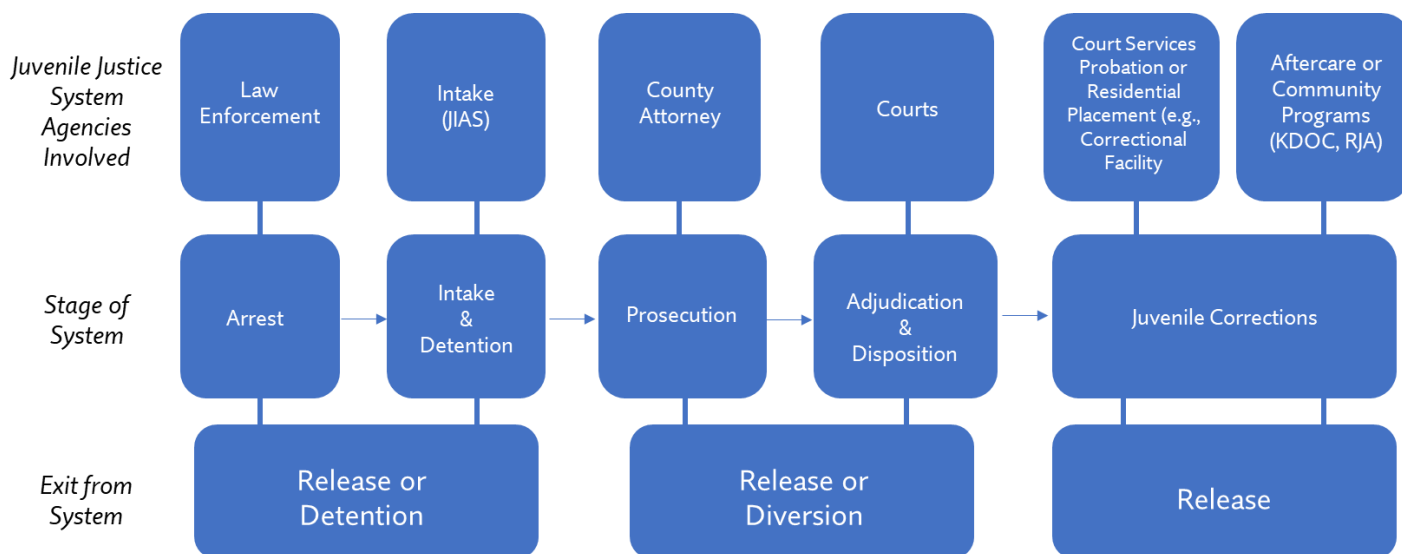 Juvenile Justice
System
Agencies
Involved
Law
Enforcement
Intake
(JIAS)
County
Attorney
Courts
Court Services
Probation or
Residential
Placement (e.g.,
Correctional
Facility
Aftercare or
Community
Programs
(KDOC, RJA)
Stage of
System
Arrest
Intake
&
Detention
Prosecution
Adjudication
&
Disposition
Juvenile Corrections
Exit from
System
Release or
Detention
Release or
Diversion
Release